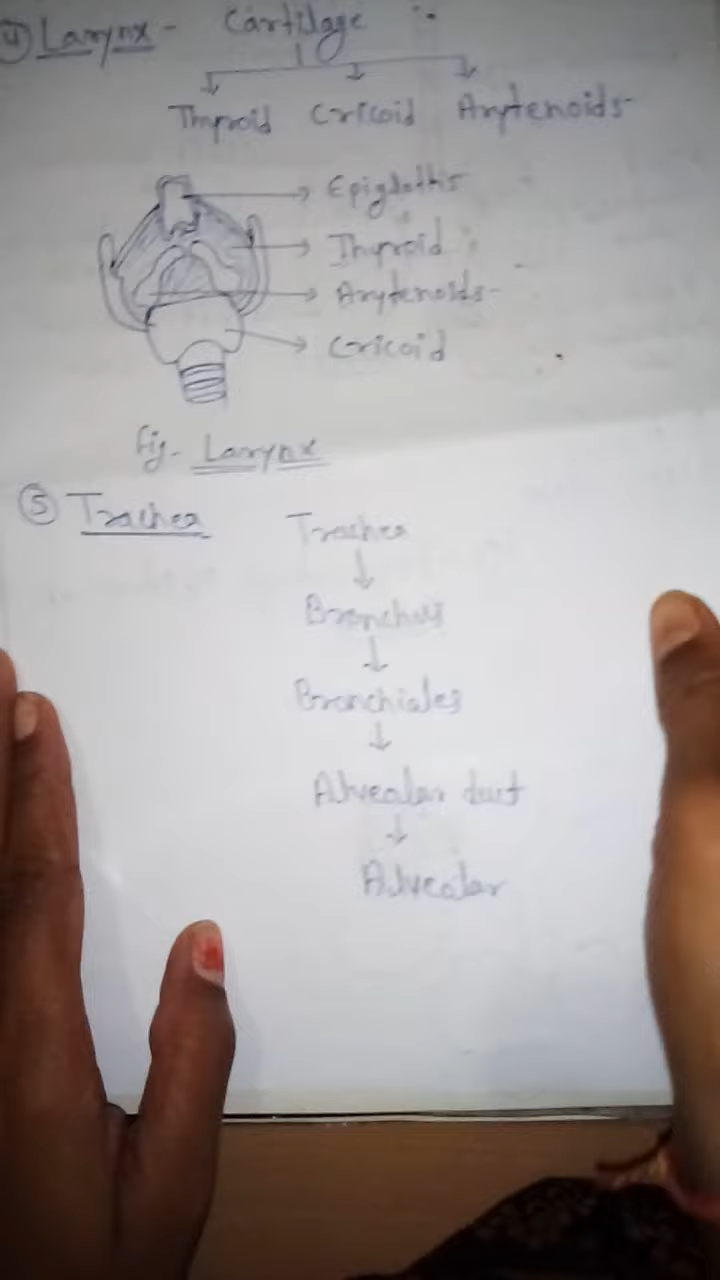 4) Larynx - Cartilage
Thyroid Cricoid Arytenoids
Epiglottis
Thyroid
Arytenoids
Cricoid
Fig- Larynx
5 Trachea
Trachea
↓
Bronchus
↓
Bronchiales
↓
Alveolar duct
↓
Alveolar